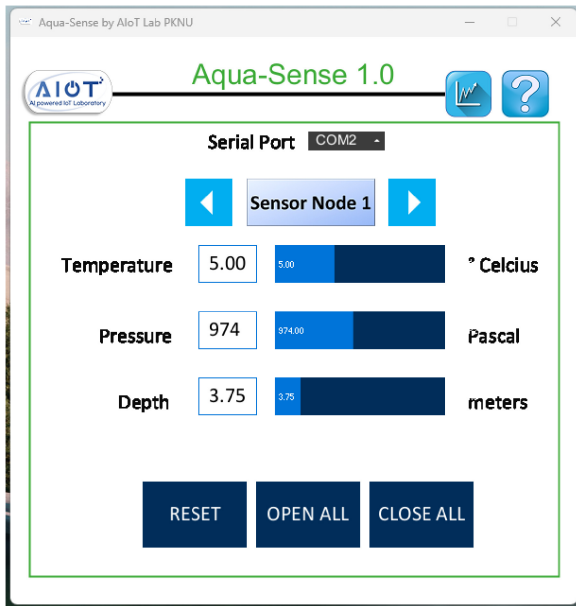 Aqua-Sense by AIoT Lab PKNU
Aqua-Sense 1.0
AIOT
AI powered IoT Laboratory
?
Serial Port COM2
Sensor Node 1
Temperature 5.00 5.00 ° Celcius
Pressure 974 974.00 Pascal
Depth 3.75 3.75 meters
RESET OPEN ALL CLOSE ALL